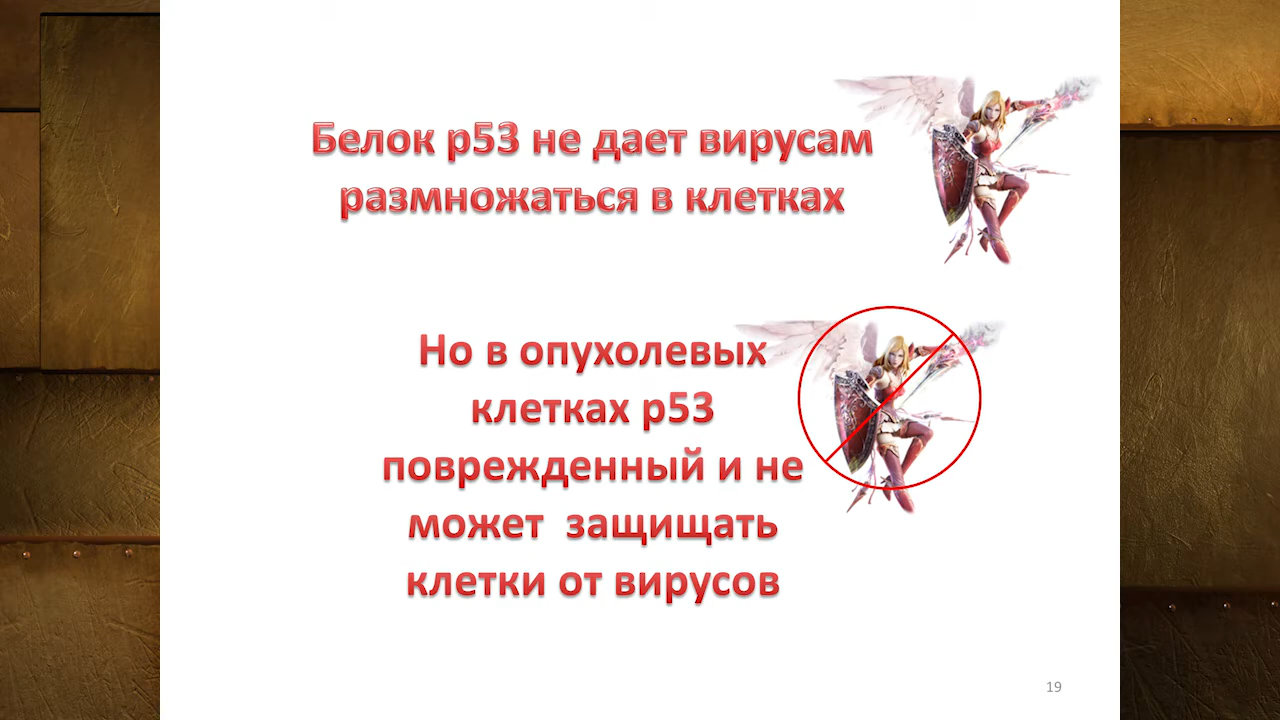 Белок р53 не дает вирусам
размножаться в клетках
Но в опухолевых
клетках р53
поврежденный и не
может  защищать
клетки от вирусов
19